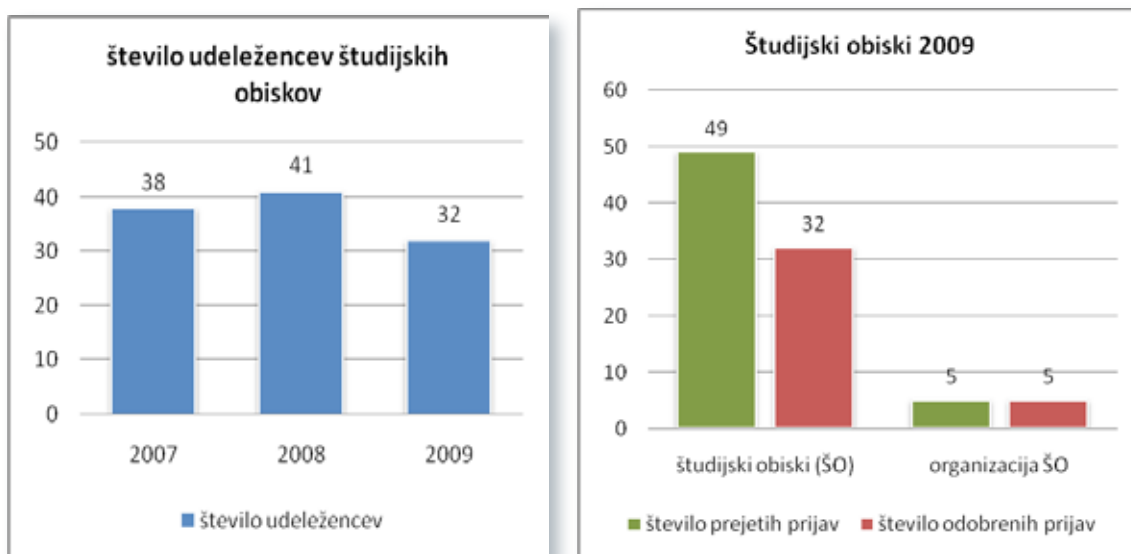 število udeležencev študijskih
obiskov
50
40
30
20
10
0
38
41
32
2007
2008
2009
število udeležencev
Študijski obiski 2009
60
50
40
30
20
10
0
49
32
5
5
študijski obiski (ŠO)
organizacija ŠO
število prejetih prijav
število odobrenih prijav